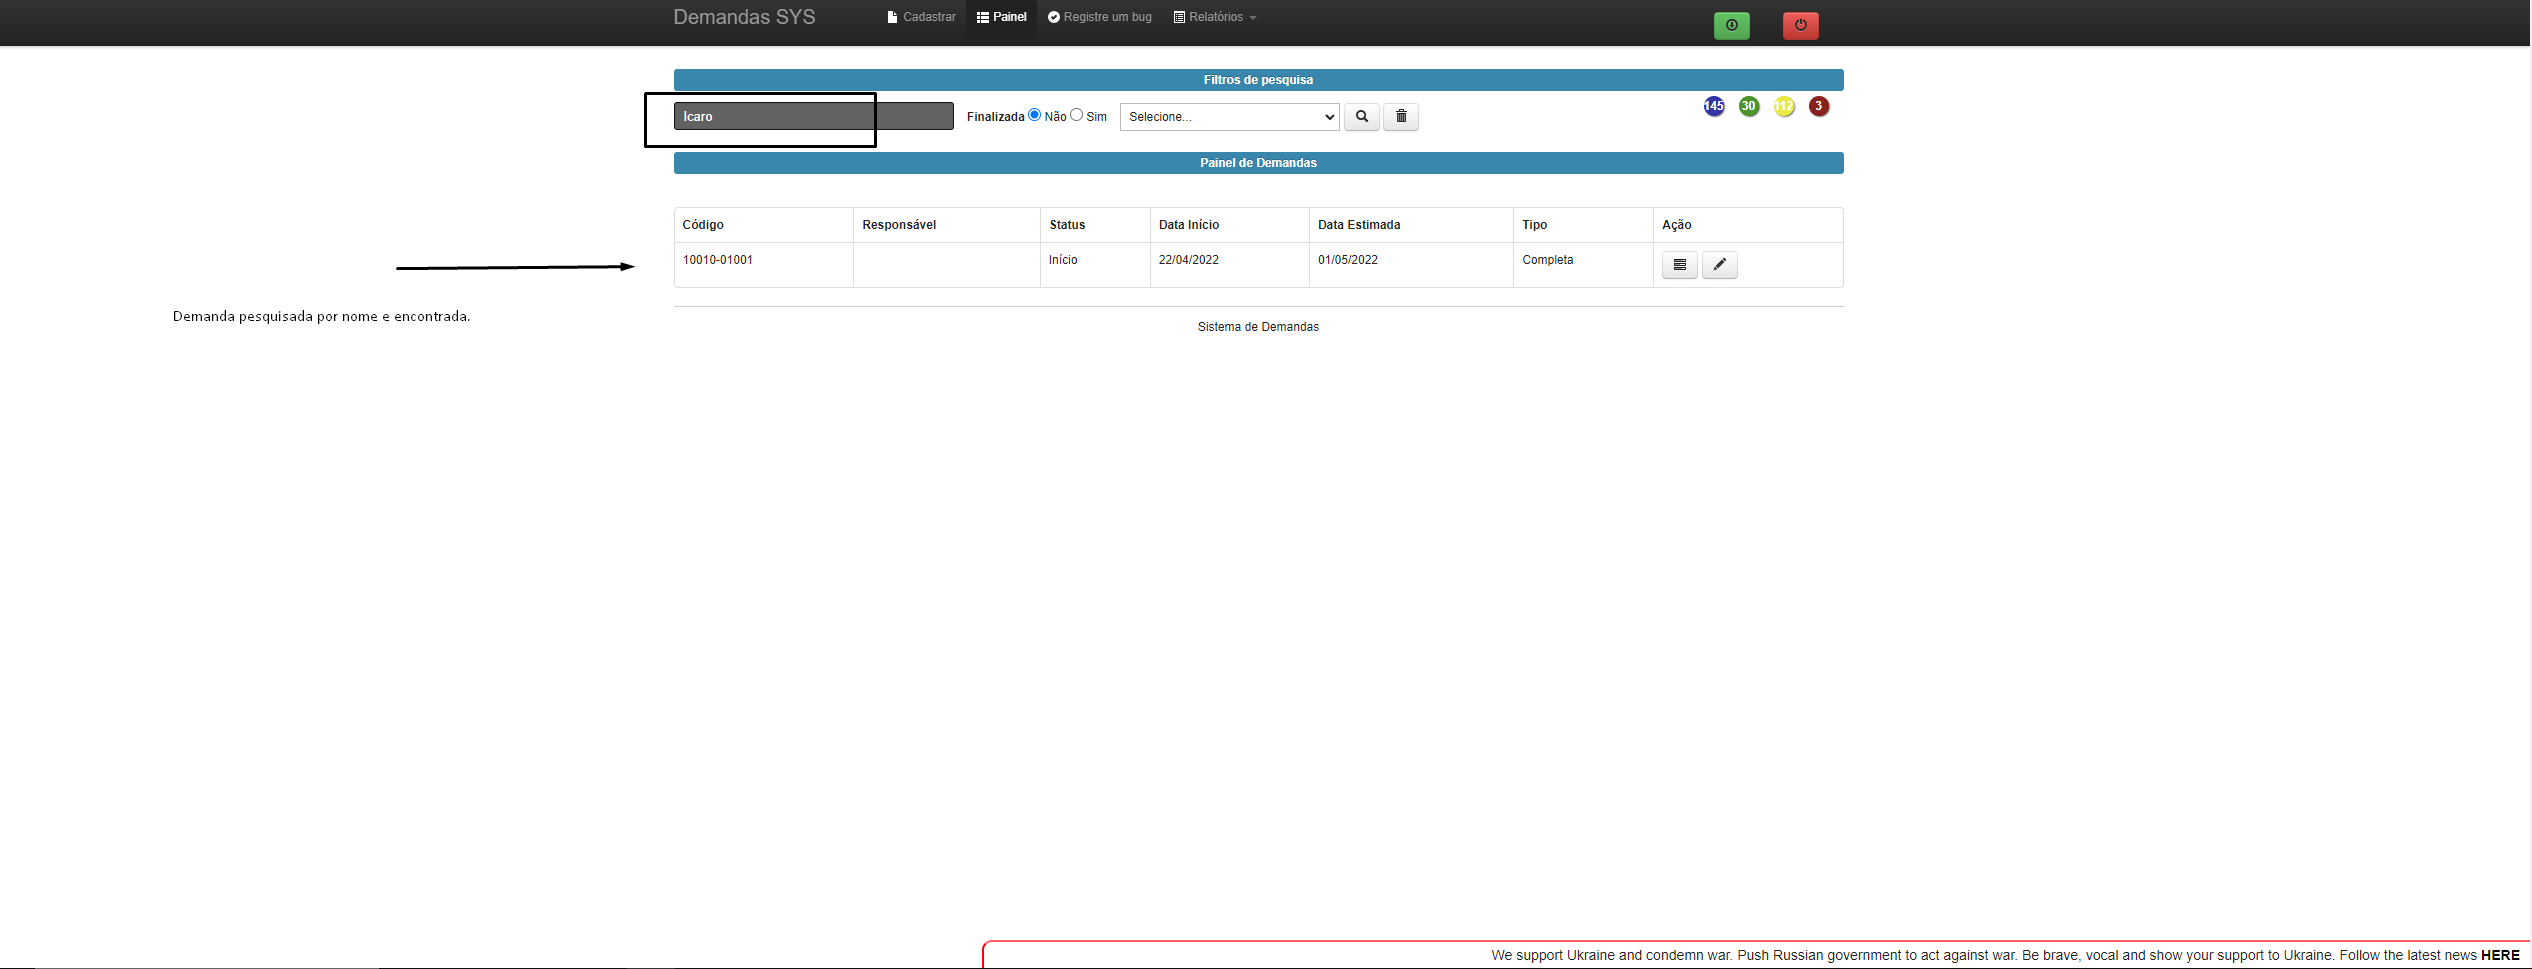 Demandas SYS Cadastrar Painel Registre um bug Relatórios
Filtros de pesquisa
Icaro Finalizada Não Sim Selecione... 145 30 112 3
Painel de Demandas
Código Responsável Status Data Início Data Estimada Tipo Ação
10010-01001 Início 22/04/2022 01/05/2022 Completa
Demanda pesquisada por nome e encontrada.
Sistema de Demandas
We support Ukraine and condemn war. Push Russian government to act against war. Be brave, vocal and show your support to Ukraine. Follow the latest news HERE